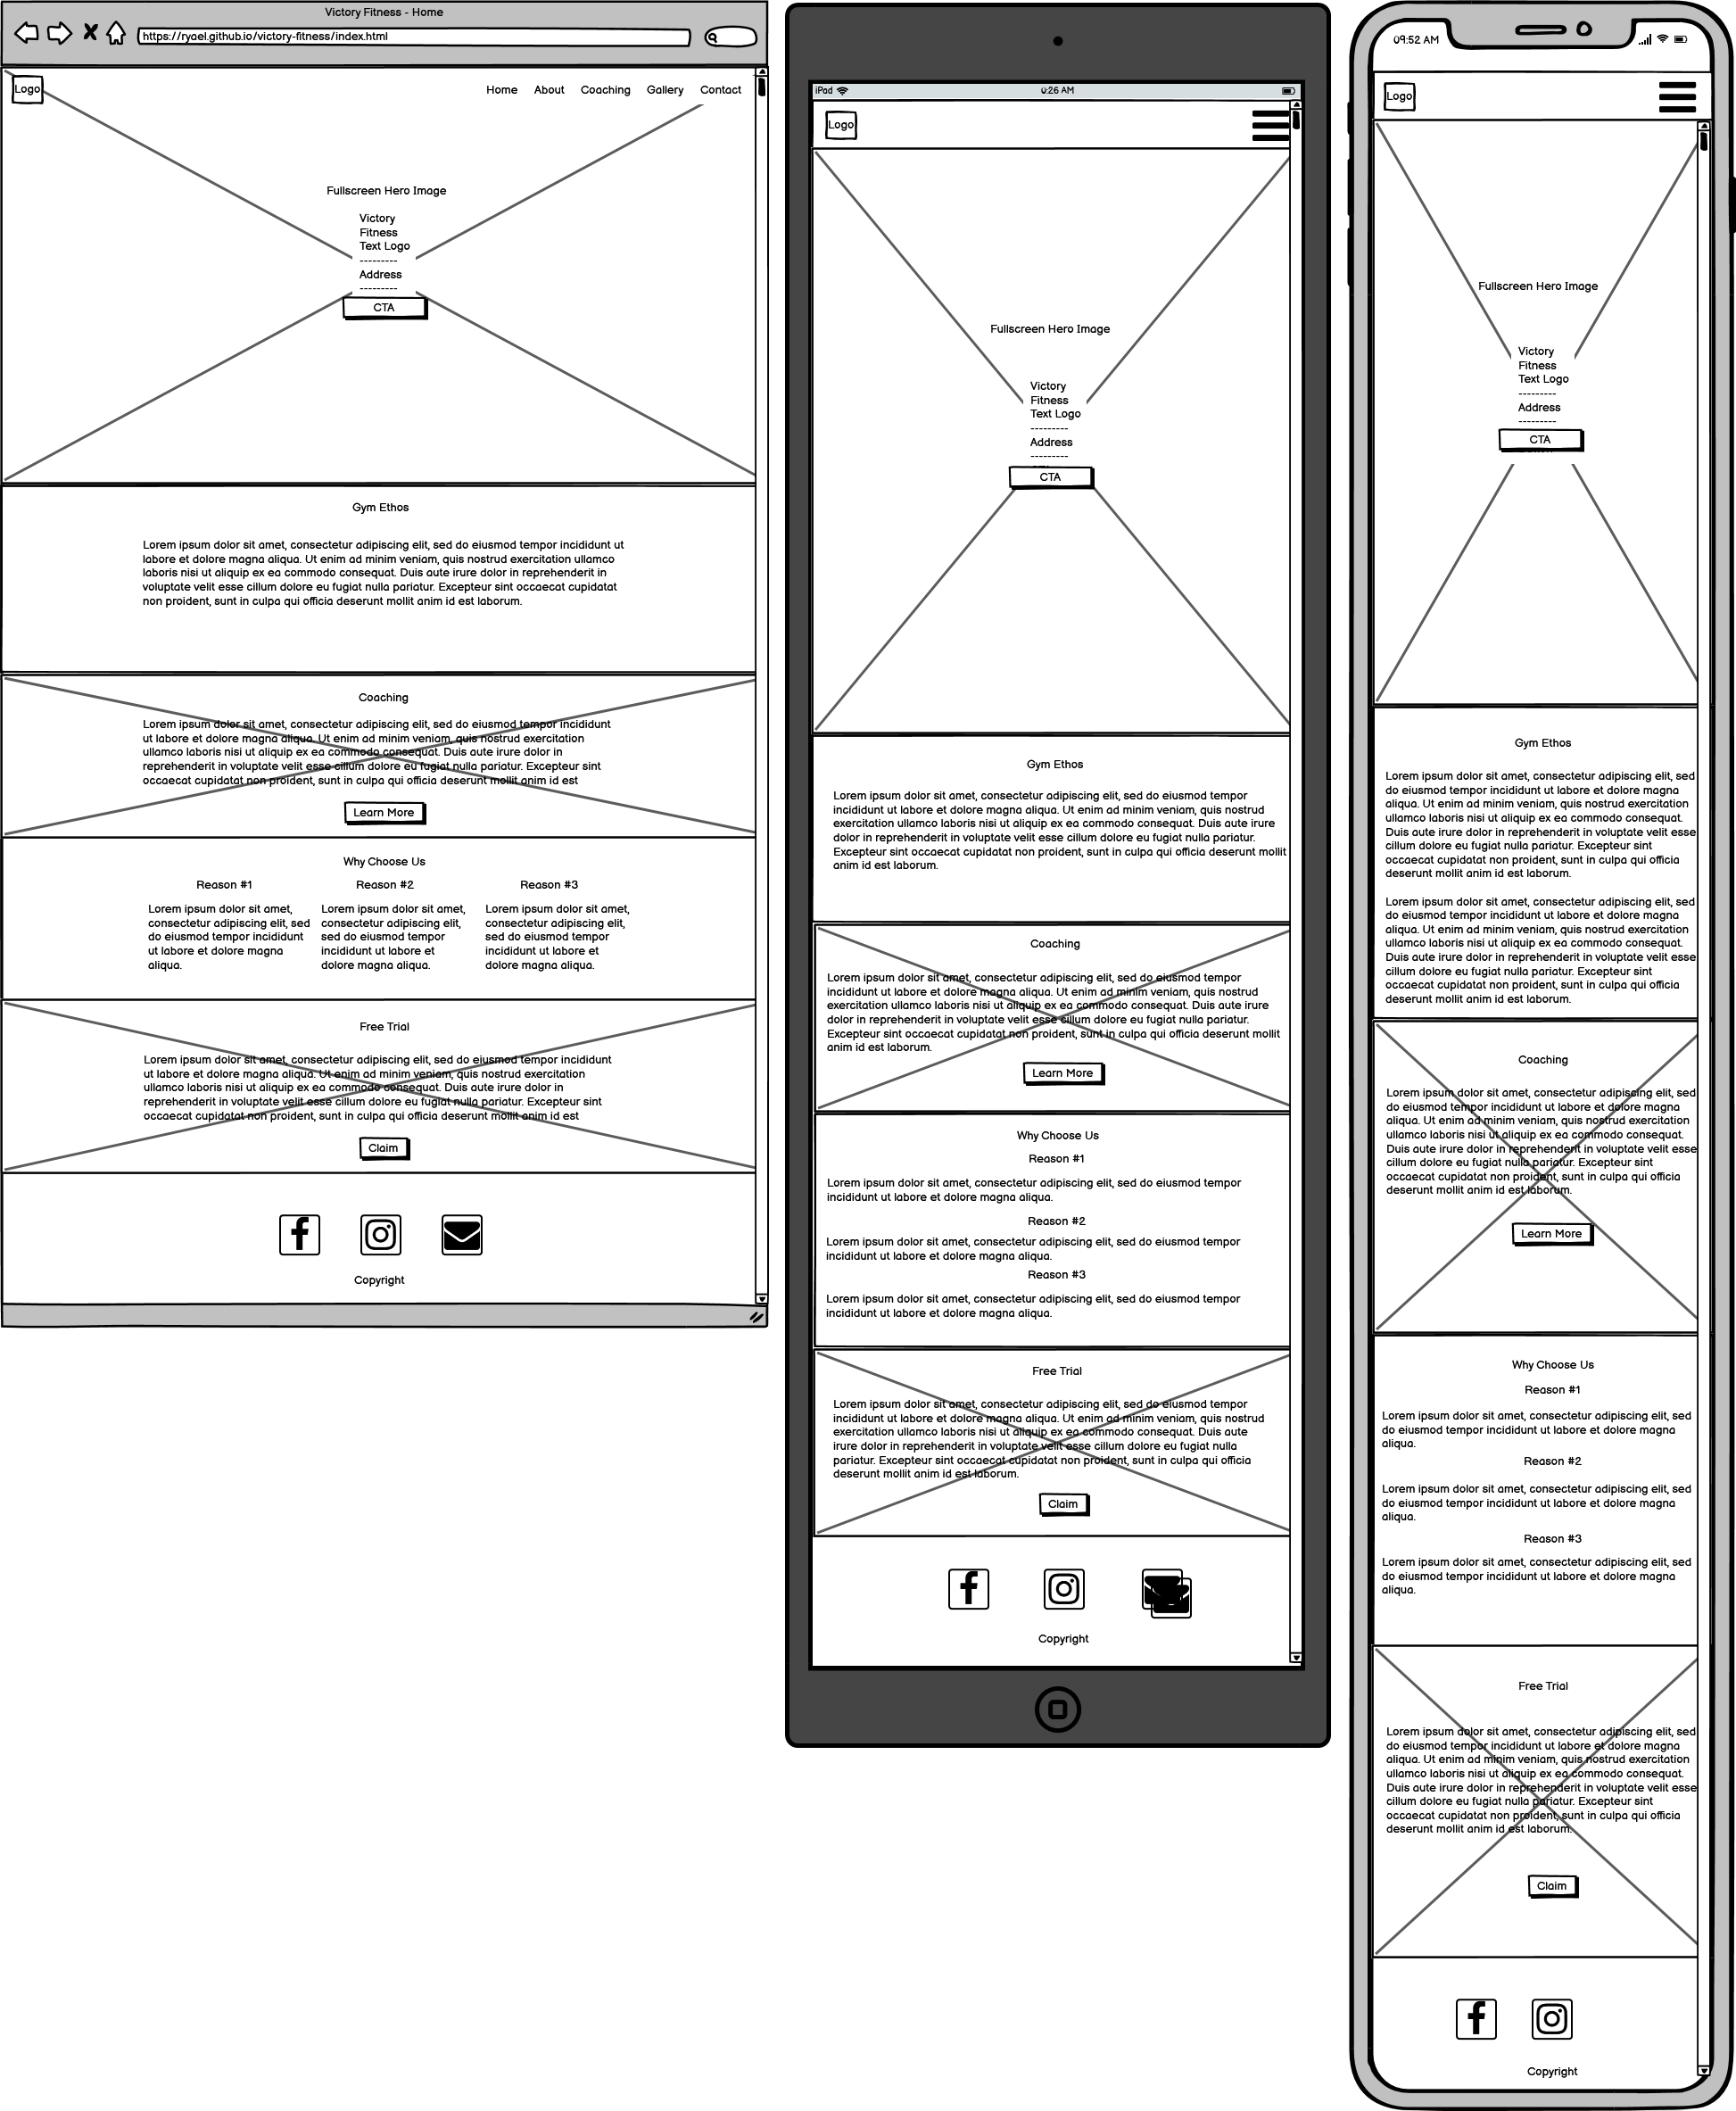 Victory Fitness - Home
https://ryael.github.io/victory-fitness/index.html
Logo
Home About Coaching Gallery Contact
Fullscreen Hero Image
Victory
Fitness
Text Logo
---------
Address
---------
CTA
Gym Ethos
Lorem ipsum dolor sit amet, consectetur adipiscing elit, sed do eiusmod tempor incididunt ut
labore et dolore magna aliqua. Ut enim ad minim veniam, quis nostrud exercitation ullamco
laboris nisi ut aliquip ex ea commodo consequat. Duis aute irure dolor in reprehenderit in
voluptate velit esse cillum dolore eu fugiat nulla pariatur. Excepteur sint occaecat cupidatat
non proident, sunt in culpa qui officia deserunt mollit anim id est laborum.
Coaching
Lorem ipsum dolor sit amet, consectetur adipiscing elit, sed do eiusmod tempor incididunt
ut labore et dolore magna aliqua. Ut enim ad minim veniam, quis nostrud exercitation
ullamco laboris nisi ut aliquip ex ea commodo consequat. Duis aute irure dolor in
reprehenderit in voluptate velit esse cillum dolore eu fugiat nulla pariatur. Excepteur sint
occaecat cupidatat non proident, sunt in culpa qui officia deserunt mollit anim id est
Learn More
Why Choose Us
Reason #1
Lorem ipsum dolor sit amet,
consectetur adipiscing elit, sed
do eiusmod tempor incididunt
ut labore et dolore magna
aliqua.
Reason #2
Lorem ipsum dolor sit amet,
consectetur adipiscing elit,
sed do eiusmod tempor
incididunt ut labore et
dolore magna aliqua.
Reason #3
Lorem ipsum dolor sit amet,
consectetur adipiscing elit,
sed do eiusmod tempor
incididunt ut labore et
dolore magna aliqua.
Free Trial
Lorem ipsum dolor sit amet, consectetur adipiscing elit, sed do eiusmod tempor incididunt
ut labore et dolore magna aliqua. Ut enim ad minim veniam, quis nostrud exercitation
ullamco laboris nisi ut aliquip ex ea commodo consequat. Duis aute irure dolor in
reprehenderit in voluptate velit esse cillum dolore eu fugiat nulla pariatur. Excepteur sint
occaecat cupidatat non proident, sunt in culpa qui officia deserunt mollit anim id est
Claim
Copyright
iPad 0:26 AM
Logo
Fullscreen Hero Image
Victory
Fitness
Text Logo
---------
Address
---------
CTA
Gym Ethos
Lorem ipsum dolor sit amet, consectetur adipiscing elit, sed do eiusmod tempor
incididunt ut labore et dolore magna aliqua. Ut enim ad minim veniam, quis nostrud
exercitation ullamco laboris nisi ut aliquip ex ea commodo consequat. Duis aute irure
dolor in reprehenderit in voluptate velit esse cillum dolore eu fugiat nulla pariatur.
Excepteur sint occaecat cupidatat non proident, sunt in culpa qui officia deserunt mollit
anim id est laborum.
Coaching
Lorem ipsum dolor sit amet, consectetur adipiscing elit, sed do eiusmod tempor
incididunt ut labore et dolore magna aliqua. Ut enim ad minim veniam, quis nostrud
exercitation ullamco laboris nisi ut aliquip ex ea commodo consequat. Duis aute irure
dolor in reprehenderit in voluptate velit esse cillum dolore eu fugiat nulla pariatur.
Excepteur sint occaecat cupidatat non proident, sunt in culpa qui officia deserunt mollit
anim id est laborum.
Learn More
Why Choose Us
Reason #1
Lorem ipsum dolor sit amet, consectetur adipiscing elit, sed do eiusmod tempor
incididunt ut labore et dolore magna aliqua.
Reason #2
Lorem ipsum dolor sit amet, consectetur adipiscing elit, sed do eiusmod tempor
incididunt ut labore et dolore magna aliqua.
Reason #3
Lorem ipsum dolor sit amet, consectetur adipiscing elit, sed do eiusmod tempor
incididunt ut labore et dolore magna aliqua.
Free Trial
Lorem ipsum dolor sit amet, consectetur adipiscing elit, sed do eiusmod tempor
incididunt ut labore et dolore magna aliqua. Ut enim ad minim veniam, quis nostrud
exercitation ullamco laboris nisi ut aliquip ex ea commodo consequat. Duis aute
irure dolor in reprehenderit in voluptate velit esse cillum dolore eu fugiat nulla
pariatur. Excepteur sint occaecat cupidatat non proident, sunt in culpa qui officia
deserunt mollit anim id est laborum.
Claim
Copyright
09:52 AM
Logo
Fullscreen Hero Image
Victory
Fitness
Text Logo
---------
Address
---------
CTA
Gym Ethos
Lorem ipsum dolor sit amet, consectetur adipiscing elit, sed
do eiusmod tempor incididunt ut labore et dolore magna
aliqua. Ut enim ad minim veniam, quis nostrud exercitation
ullamco laboris nisi ut aliquip ex ea commodo consequat.
Duis aute irure dolor in reprehenderit in voluptate velit esse
cillum dolore eu fugiat nulla pariatur. Excepteur sint
occaecat cupidatat non proident, sunt in culpa qui officia
deserunt mollit anim id est laborum.
Lorem ipsum dolor sit amet, consectetur adipiscing elit, sed
do eiusmod tempor incididunt ut labore et dolore magna
aliqua. Ut enim ad minim veniam, quis nostrud exercitation
ullamco laboris nisi ut aliquip ex ea commodo consequat.
Duis aute irure dolor in reprehenderit in voluptate velit esse
cillum dolore eu fugiat nulla pariatur. Excepteur sint
occaecat cupidatat non proident, sunt in culpa qui officia
deserunt mollit anim id est laborum.
Coaching
Lorem ipsum dolor sit amet, consectetur adipiscing elit, sed
do eiusmod tempor incididunt ut labore et dolore magna
aliqua. Ut enim ad minim veniam, quis nostrud exercitation
ullamco laboris nisi ut aliquip ex ea commodo consequat.
Duis aute irure dolor in reprehenderit in voluptate velit esse
cillum dolore eu fugiat nulla pariatur. Excepteur sint
occaecat cupidatat non proident, sunt in culpa qui officia
deserunt mollit anim id est laborum.
Learn More
Why Choose Us
Reason #1
Lorem ipsum dolor sit amet, consectetur adipiscing elit, sed
do eiusmod tempor incididunt ut labore et dolore magna
aliqua.
Reason #2
Lorem ipsum dolor sit amet, consectetur adipiscing elit, sed
do eiusmod tempor incididunt ut labore et dolore magna
aliqua.
Reason #3
Lorem ipsum dolor sit amet, consectetur adipiscing elit, sed
do eiusmod tempor incididunt ut labore et dolore magna
aliqua.
Free Trial
Lorem ipsum dolor sit amet, consectetur adipiscing elit, sed
do eiusmod tempor incididunt ut labore et dolore magna
aliqua. Ut enim ad minim veniam, quis nostrud exercitation
ullamco laboris nisi ut aliquip ex ea commodo consequat.
Duis aute irure dolor in reprehenderit in voluptate velit esse
cillum dolore eu fugiat nulla pariatur. Excepteur sint
occaecat cupidatat non proident, sunt in culpa qui officia
deserunt mollit anim id est laborum.
Claim
Copyright